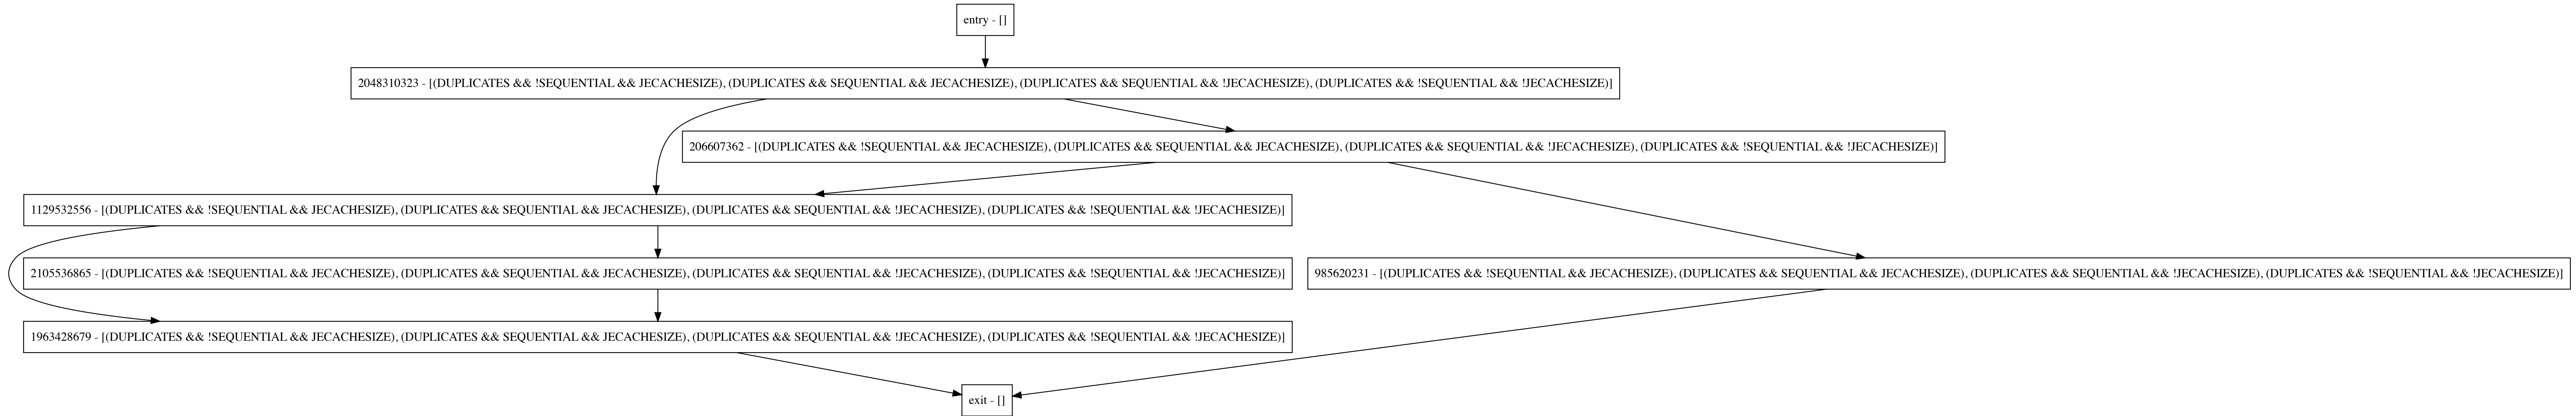 entry - []
2048310323 - [(DUPLICATES && !SEQUENTIAL && JECACHESIZE), (DUPLICATES && SEQUENTIAL && JECACHESIZE), (DUPLICATES && SEQUENTIAL && !JECACHESIZE), (DUPLICATES && !SEQUENTIAL && !JECACHESIZE)]
206607362 - [(DUPLICATES && !SEQUENTIAL && JECACHESIZE), (DUPLICATES && SEQUENTIAL && JECACHESIZE), (DUPLICATES && SEQUENTIAL && !JECACHESIZE), (DUPLICATES && !SEQUENTIAL && !JECACHESIZE)]
1129532556 - [(DUPLICATES && !SEQUENTIAL && JECACHESIZE), (DUPLICATES && SEQUENTIAL && JECACHESIZE), (DUPLICATES && SEQUENTIAL && !JECACHESIZE), (DUPLICATES && !SEQUENTIAL && !JECACHESIZE)]
2105536865 - [(DUPLICATES && !SEQUENTIAL && JECACHESIZE), (DUPLICATES && SEQUENTIAL && JECACHESIZE), (DUPLICATES && SEQUENTIAL && !JECACHESIZE), (DUPLICATES && !SEQUENTIAL && !JECACHESIZE)]
985620231 - [(DUPLICATES && !SEQUENTIAL && JECACHESIZE), (DUPLICATES && SEQUENTIAL && JECACHESIZE), (DUPLICATES && SEQUENTIAL && !JECACHESIZE), (DUPLICATES && !SEQUENTIAL && !JECACHESIZE)]
1963428679 - [(DUPLICATES && !SEQUENTIAL && JECACHESIZE), (DUPLICATES && SEQUENTIAL && JECACHESIZE), (DUPLICATES && SEQUENTIAL && !JECACHESIZE), (DUPLICATES && !SEQUENTIAL && !JECACHESIZE)]
exit - []